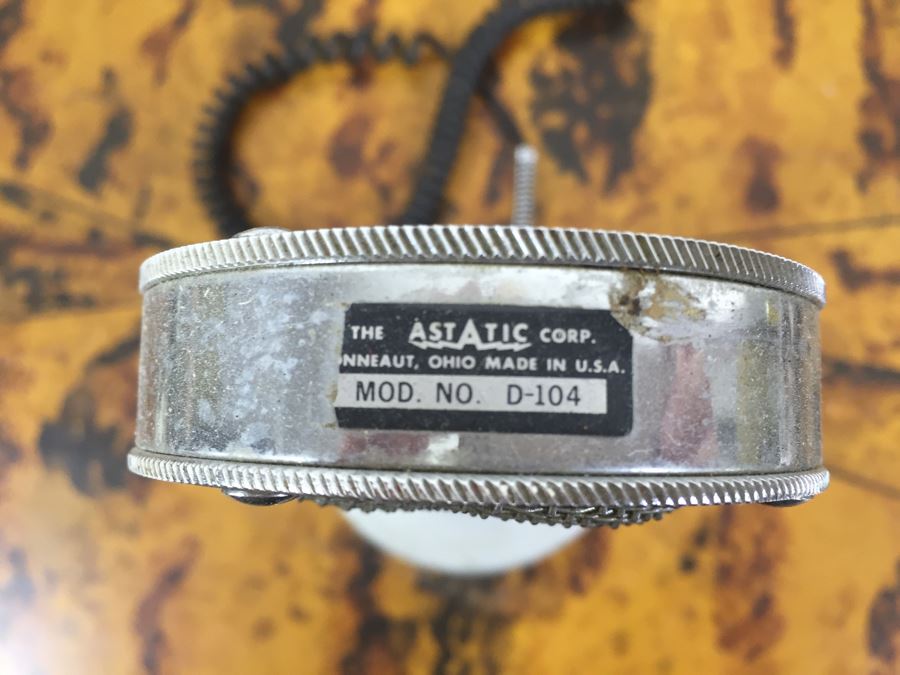 THE ASTATIC CORP.
NNEAUT, OHIO MADE IN U.S.A.
MOD. NO. D-104